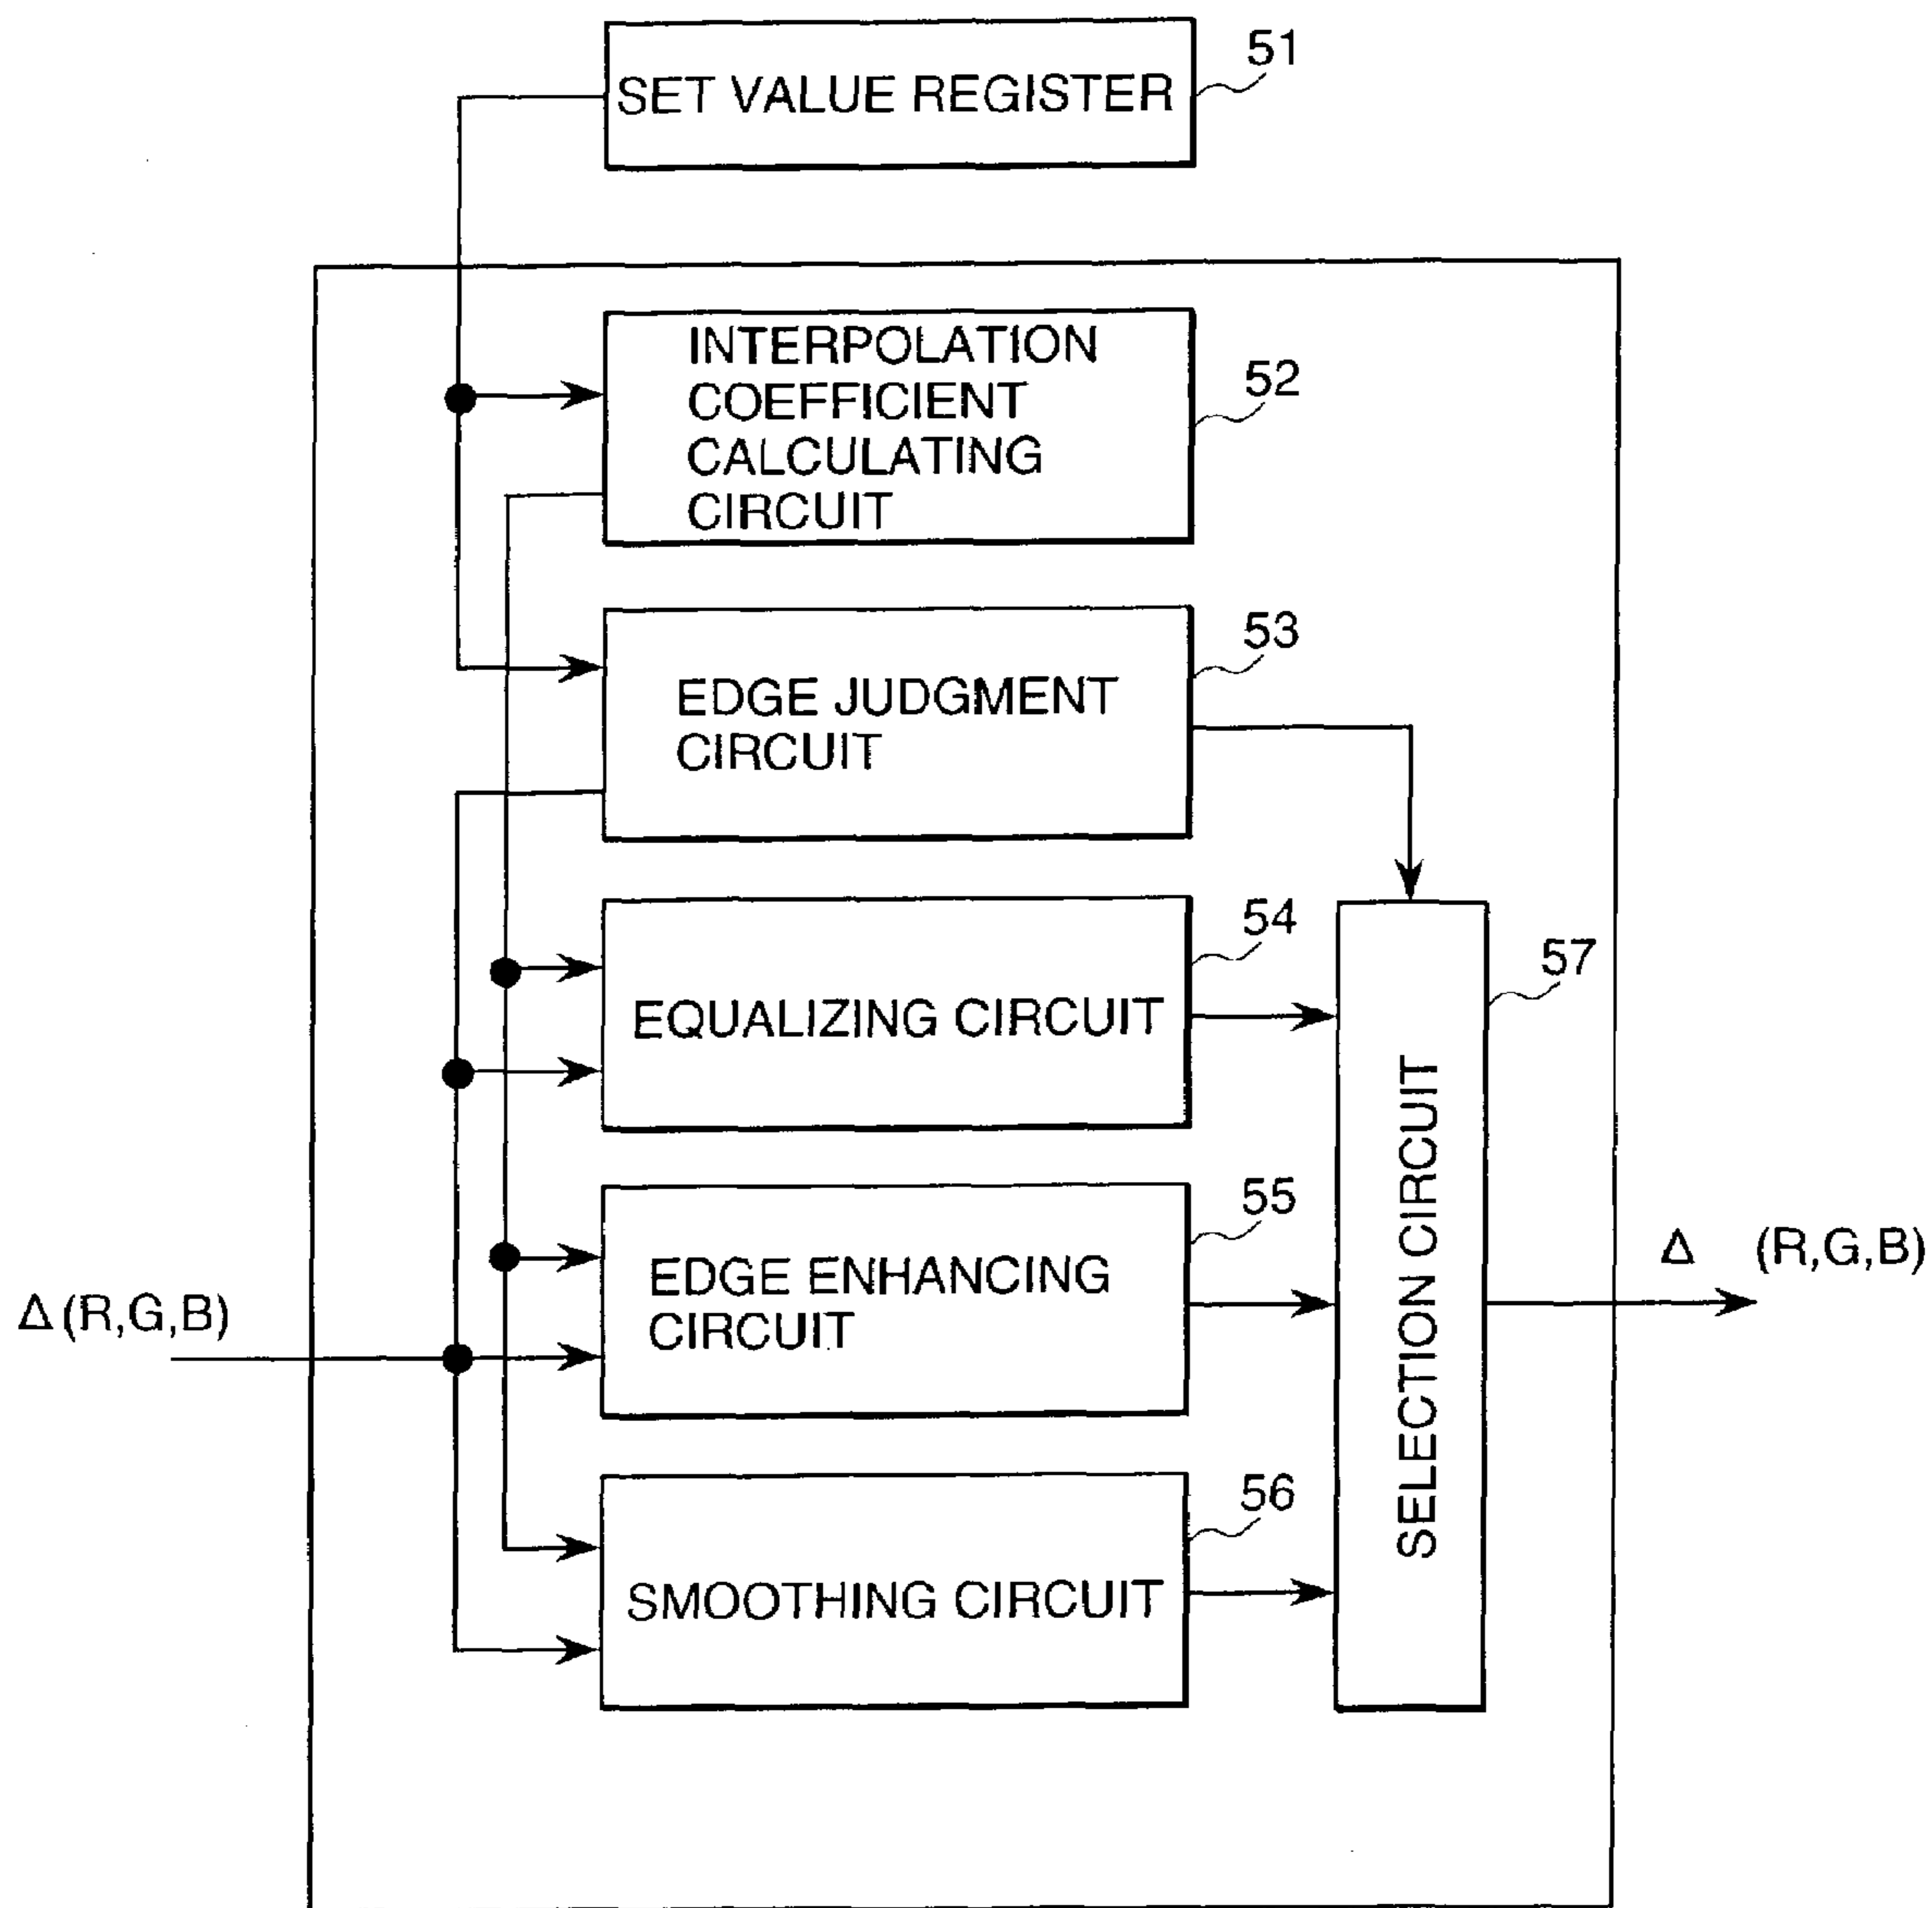 51
SET VALUE REGISTER
INTERPOLATION
COEFFICIENT
CALCULATING
CIRCUIT
52
53
EDGE JUDGMENT
CIRCUIT
54
EQUALIZING CIRCUIT
57
55
EDGE ENHANCING
CIRCUIT
SELECTION CIRCUIT
Δ (R,G,B)
Δ(R,G,B)
56
SMOOTHING CIRCUIT